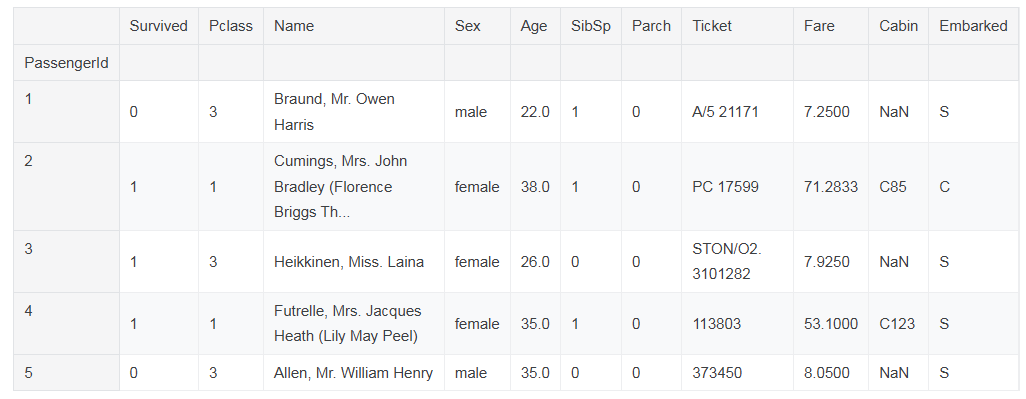 Survived Pclass Name Sex Age SibSp Parch Ticket Fare Cabin Embarked
PassengerId
1 0 3 Braund, Mr. Owen
Harris male 22.0 1 0 A/5 21171 7.2500 NaN S
2 1 1 Cumings, Mrs. John
Bradley (Florence
Briggs Th... female 38.0 1 0 PC 17599 71.2833 C85 C
3 1 3 Heikkinen, Miss. Laina female 26.0 0 0 STON/O2.
3101282 7.9250 NaN S
4 1 1 Futrelle, Mrs. Jacques
Heath (Lily May Peel) female 35.0 1 0 113803 53.1000 C123 S
5 0 3 Allen, Mr. William Henry male 35.0 0 0 373450 8.0500 NaN S